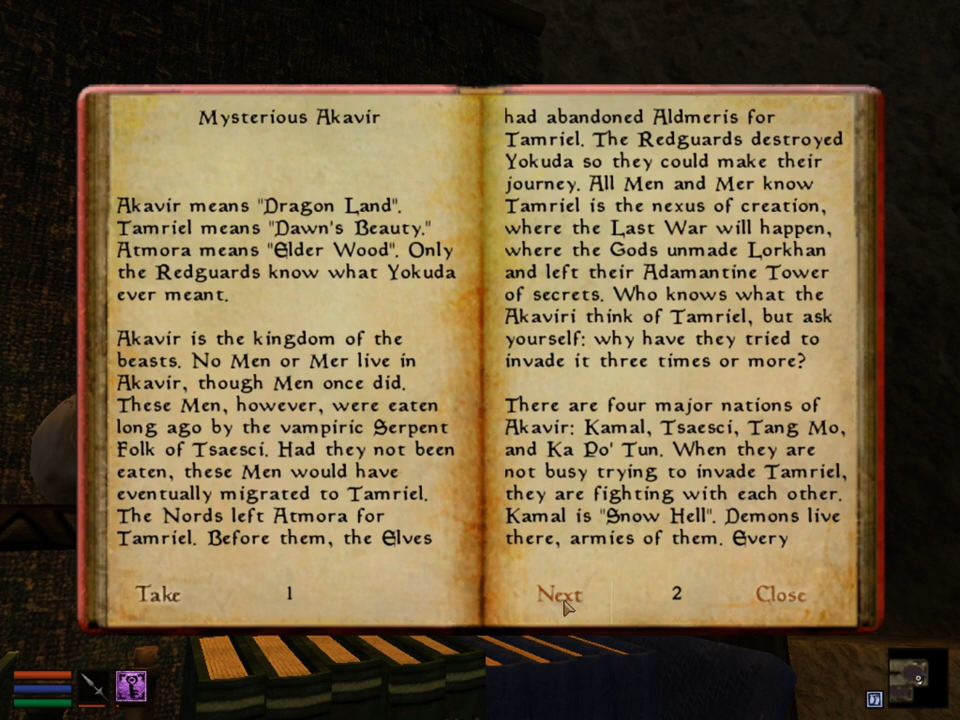 Mysterious Akavir
Akavir means "Dragon Land".
Tamriel means "Dawn's Beauty."
Atmora means "Elder Wood". Only
the Redguards know what Yokuda
ever meant.
Akavir is the kingdom of the
beasts. No Men or Mer live in
Akavir, though Men once did.
These Men, however, were eaten
long ago by the vampiric Serpent
Folk of Tsaesci. Had they not been
eaten, these Men would have
eventually migrated to Tamriel.
The Nords left Atmora for
Tamriel. Before them, the Elves
Take
1
had abandoned Aldmeris for
Tamriel. The Redguards destroyed
Yokuda so they could make their
journey. All Men and Mer know
Tamriel is the nexus of creation,
where the Last War will happen,
where the Gods unmade Lorkhan
and left their Adamantine Tower
of secrets. Who knows what the
Akaviri think of Tamriel, but ask
yourself: why have they tried to
invade it three times or more?
There are four major nations of
Akavir: Kamal, Tsaesci, Tang Mo,
and Ka Po' Tun. When they are
not busy trying to invade Tamriel,
they are fighting with each other.
Kamal is "Snow Hell". Demons live
there, armies of them. Every
Next
2
Close